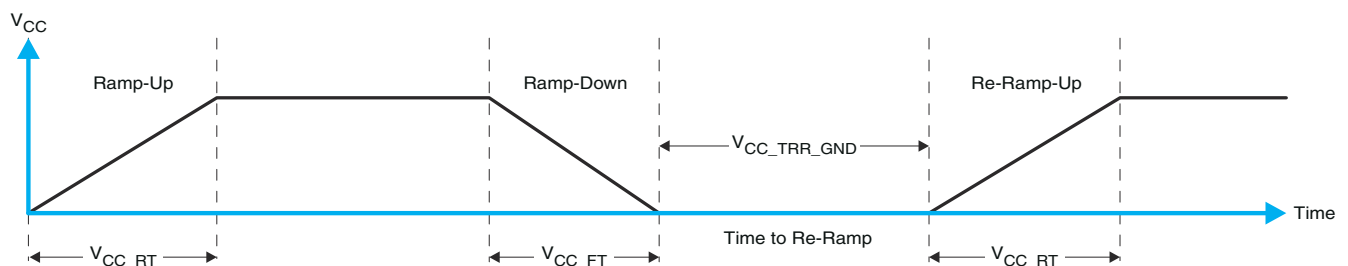 VCC
Ramp-Up
Ramp-Down
Re-Ramp-Up
VCC_TRR_GND
Time
Time to Re-Ramp
VCC_RT
VCC_FT
VCC_RT